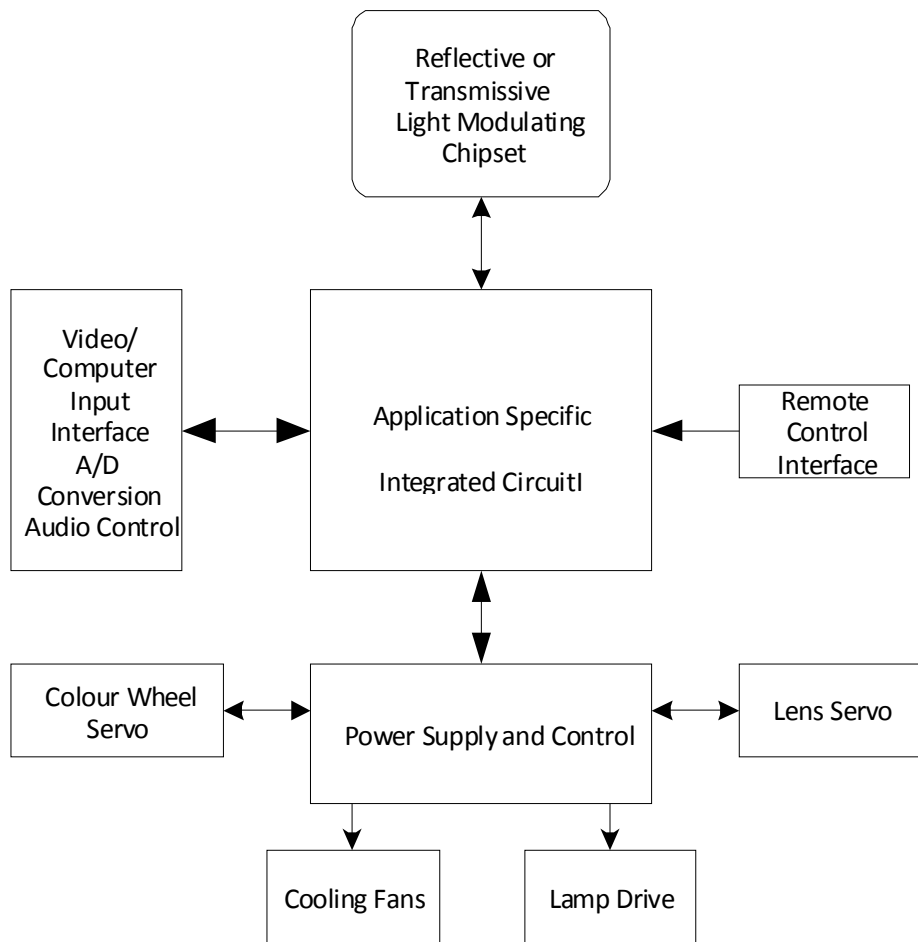 Reflective or
Transmissive
Light Modulating
Chipset
Video/
Computer
Input
Interface
A/D
Conversion
Audio Control
Application Specific
Integrated CircuitI
Remote
Control
Interface
Colour Wheel
Servo
Power Supply and Control
Lens Servo
Cooling Fans
Lamp Drive